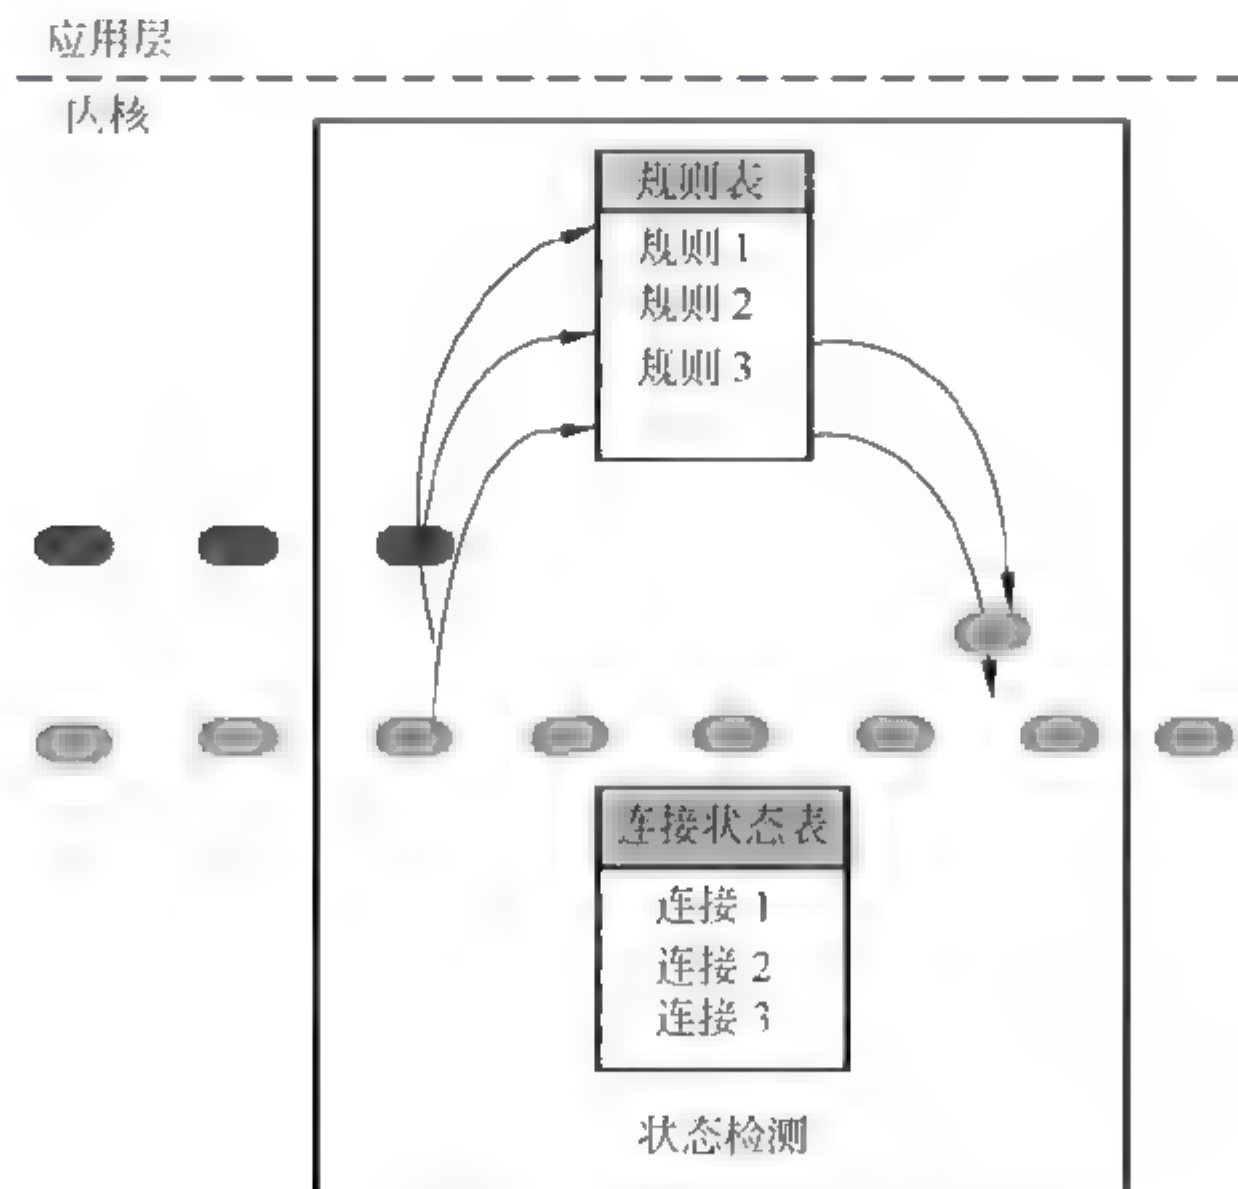 应用层
内核
规则表
规则 1
规则 2
规则 3
连接状态表
连接 1
连接 2
连接 3
状态检测